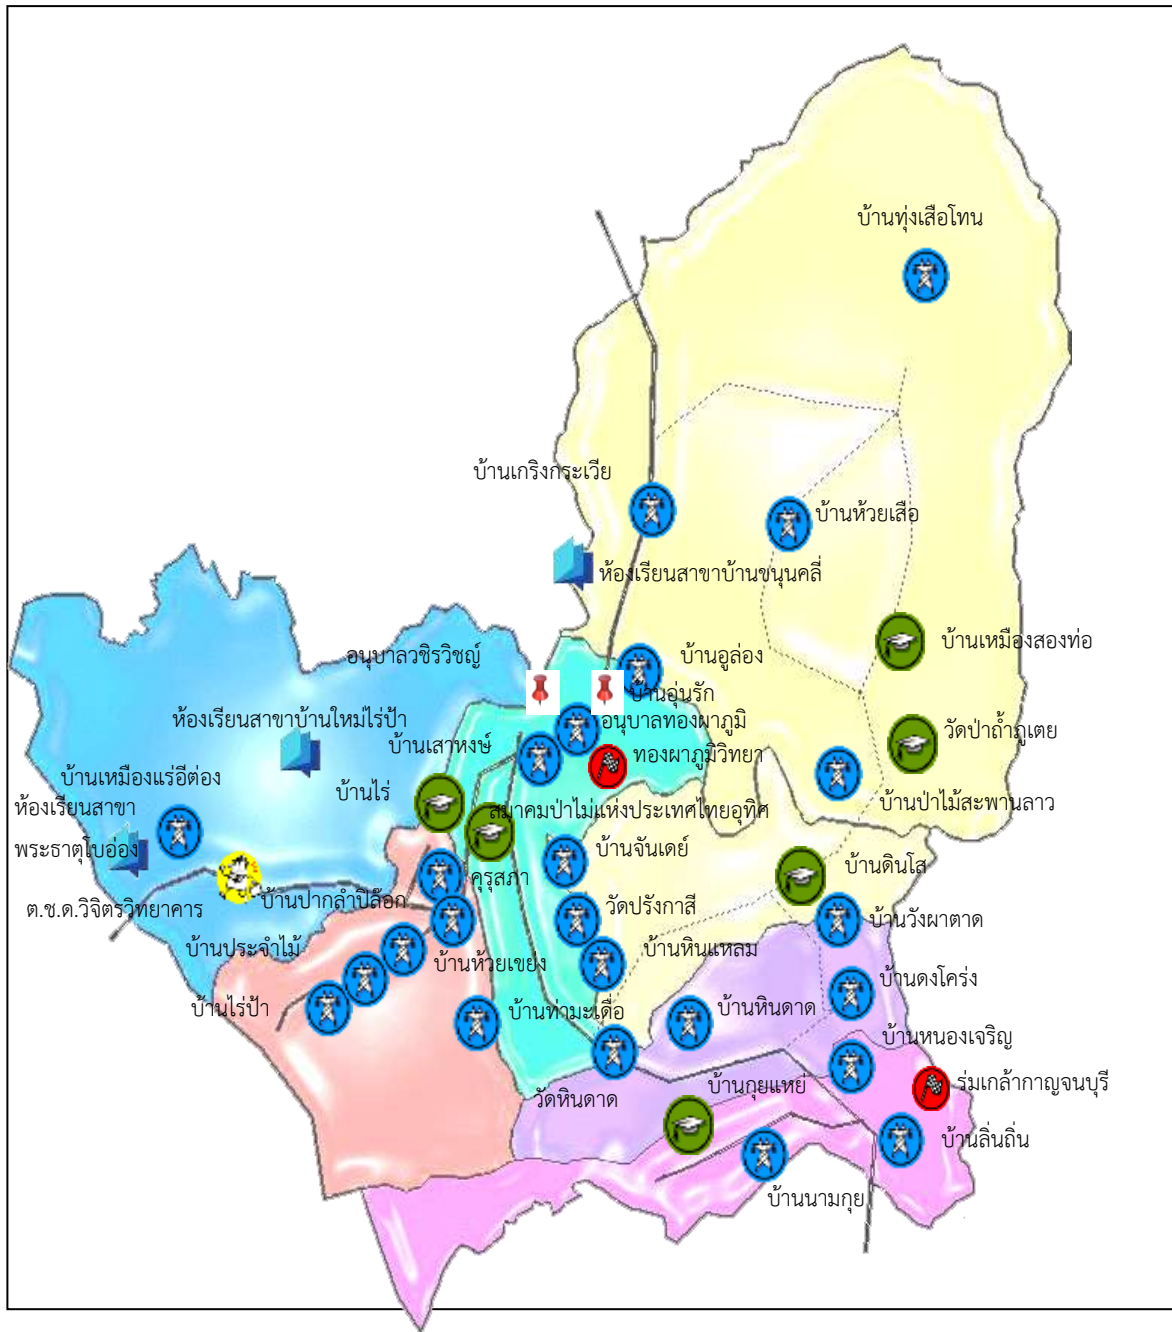 บ้านทุ่งเสือโทน
บ้านเกริงกระเวีย
บ้านห้วยเสือ
ห้องเรียนสาขาบ้านขนุนคลี่
บ้านเหมืองสองท่อ
อนุบาลวชิรวิชญ์
บ้านอูล่อง
บ้านอุ่นรัก
ห้องเรียนสาขาบ้านใหม่ไร่ป้า
อนุบาลทองผาภูมิ
วัดป่าถ้ำภูเตย
บ้านเสาหงษ์
ทองผาภูมิวิทยา
บ้านเหมืองแร่อีต่อง
บ้านไร่
บ้านป่าไม้สะพานลาว
ห้องเรียนสาขา
สมาคมป่าไม่แห่งประเทศไทยอุทิศ
พระธาตุโบอ่อง
บ้านจันเดย์
บ้านดินโส
คุรุสภา
บ้านปากลำปิล๊อก
ต.ช.ด.วิจิตรวิทยาคาร
วัดปรังกาสี
บ้านวังผาตาด
บ้านประจำไม้
บ้านห้วยเขย่ง
บ้านหินแหลม
บ้านดงโคร่ง
บ้านไร่ป้า
บ้านท่ามะเดื่อ
บ้านหินดาด
บ้านหนองเจริญ
บ้านกุยแหย่
ร่มเกล้ากาญจนบุรี
วัดหินดาด
บ้านลิ่นถิ่น
บ้านนามกุย